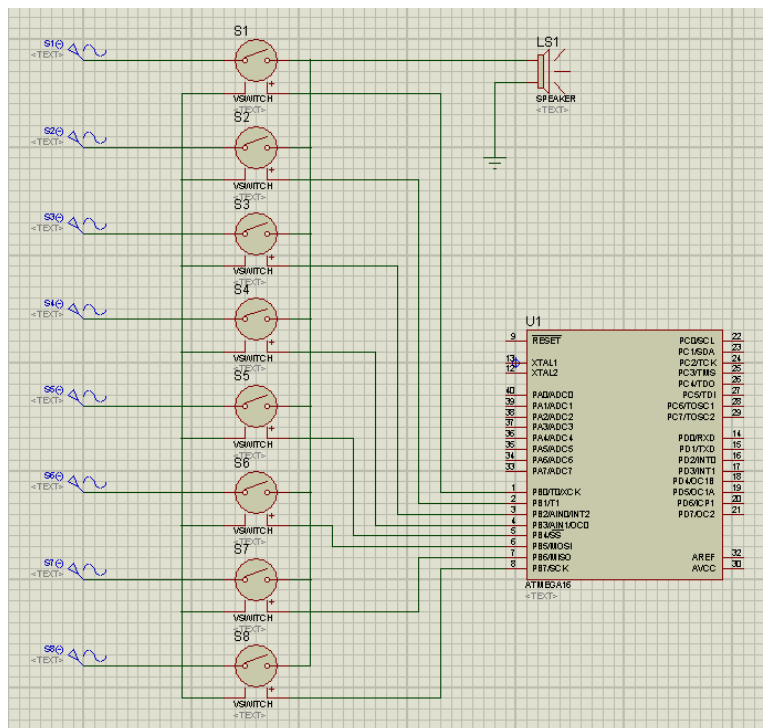 S1
S1(-)
<TEXT>
VSWITCH
<TEXT>
LS1
SPEAKER
<TEXT>
S2
S2(-)
<TEXT>
VSWITCH
<TEXT>
S3
S3(-)
<TEXT>
VSWITCH
<TEXT>
S4
S4(-)
<TEXT>
VSWITCH
<TEXT>
S5
S5(-)
<TEXT>
VSWITCH
<TEXT>
S6
S6(-)
<TEXT>
VSWITCH
<TEXT>
S7
S7(-)
<TEXT>
VSWITCH
<TEXT>
S8
S8(-)
<TEXT>
VSWITCH
<TEXT>
U1
9 RESET
13 XTAL1
12 XTAL2
40 PA0/ADC0
39 PA1/ADC1
38 PA2/ADC2
37 PA3/ADC3
36 PA4/ADC4
35 PA5/ADC5
34 PA6/ADC6
33 PA7/ADC7
1 PB0/T0/XCK
2 PB1/T1
3 PB2/AIN0/INT2
4 PB3/AIN1/OC0
5 PB4/SS
6 PB5/MOSI
7 PB6/MISO
8 PB7/SCK
PC0/SCL 22
PC1/SDA 23
PC2/TCK 24
PC3/TMS 25
PC4/TDO 26
PC5/TDI 27
PC6/TOSC1 28
PC7/TOSC2 29
PD0/RXD 14
PD1/TXD 15
PD2/INT0 16
PD3/INT1 17
PD4/OC1B 18
PD5/OC1A 19
PD6/ICP1 20
PD7/OC2 21
AREF 32
AVCC 30
ATMEGA16
<TEXT>